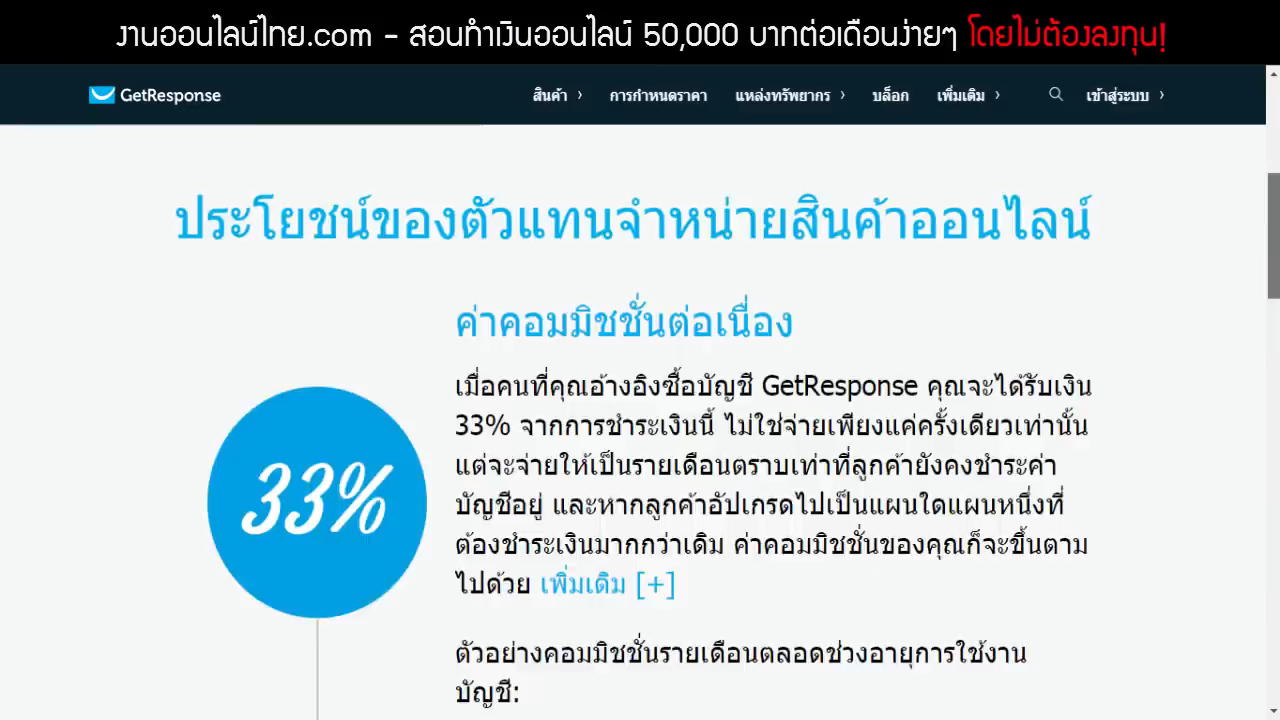 งานออนไลน์ไทย.com - สอนทำเงินออนไลน์ 50,000 บาทต่อเดือนง่ายๆ โดยไม่ต้องลงทุน!
GetResponse สินค้า › การกำหนดราคา แหล่งทรัพยากร › บล็อก เพิ่มเติม › เข้าสู่ระบบ ›
ประโยชน์ของตัวแทนจำหน่ายสินค้าออนไลน์
ค่าคอมมิชชั่นต่อเนื่อง
33%
เมื่อคนที่คุณอ้างอิงซื้อบัญชี GetResponse คุณจะได้รับเงิน
33% จากการชำระเงินนี้ ไม่ใช่จ่ายเพียงแค่ครั้งเดียวเท่านั้น
แต่จะจ่ายให้เป็นรายเดือนตราบเท่าที่ลูกค้ายังคงชำระค่า
บัญชีอยู่ และหากลูกค้าอัปเกรดไปเป็นแผนใดแผนหนึ่งที่
ต้องชำระเงินมากกว่าเดิม ค่าคอมมิชชั่นของคุณก็จะขึ้นตาม
ไปด้วย เพิ่มเติม [+]
ตัวอย่างคอมมิชชั่นรายเดือนตลอดช่วงอายุการใช้งาน
บัญชี: